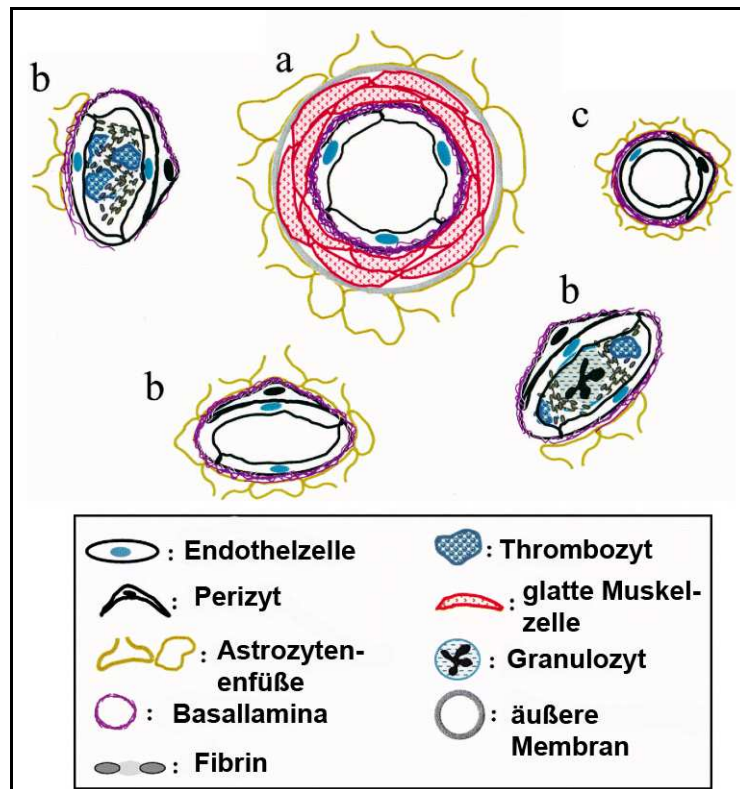 b
a
c
b
b
: Endothelzelle
: Perizyt
: Astrozyten-
enfüße
: Basallamina
: Fibrin
: Thrombozyt
: glatte Muskel-
zelle
: Granulozyt
: äußere
Membran